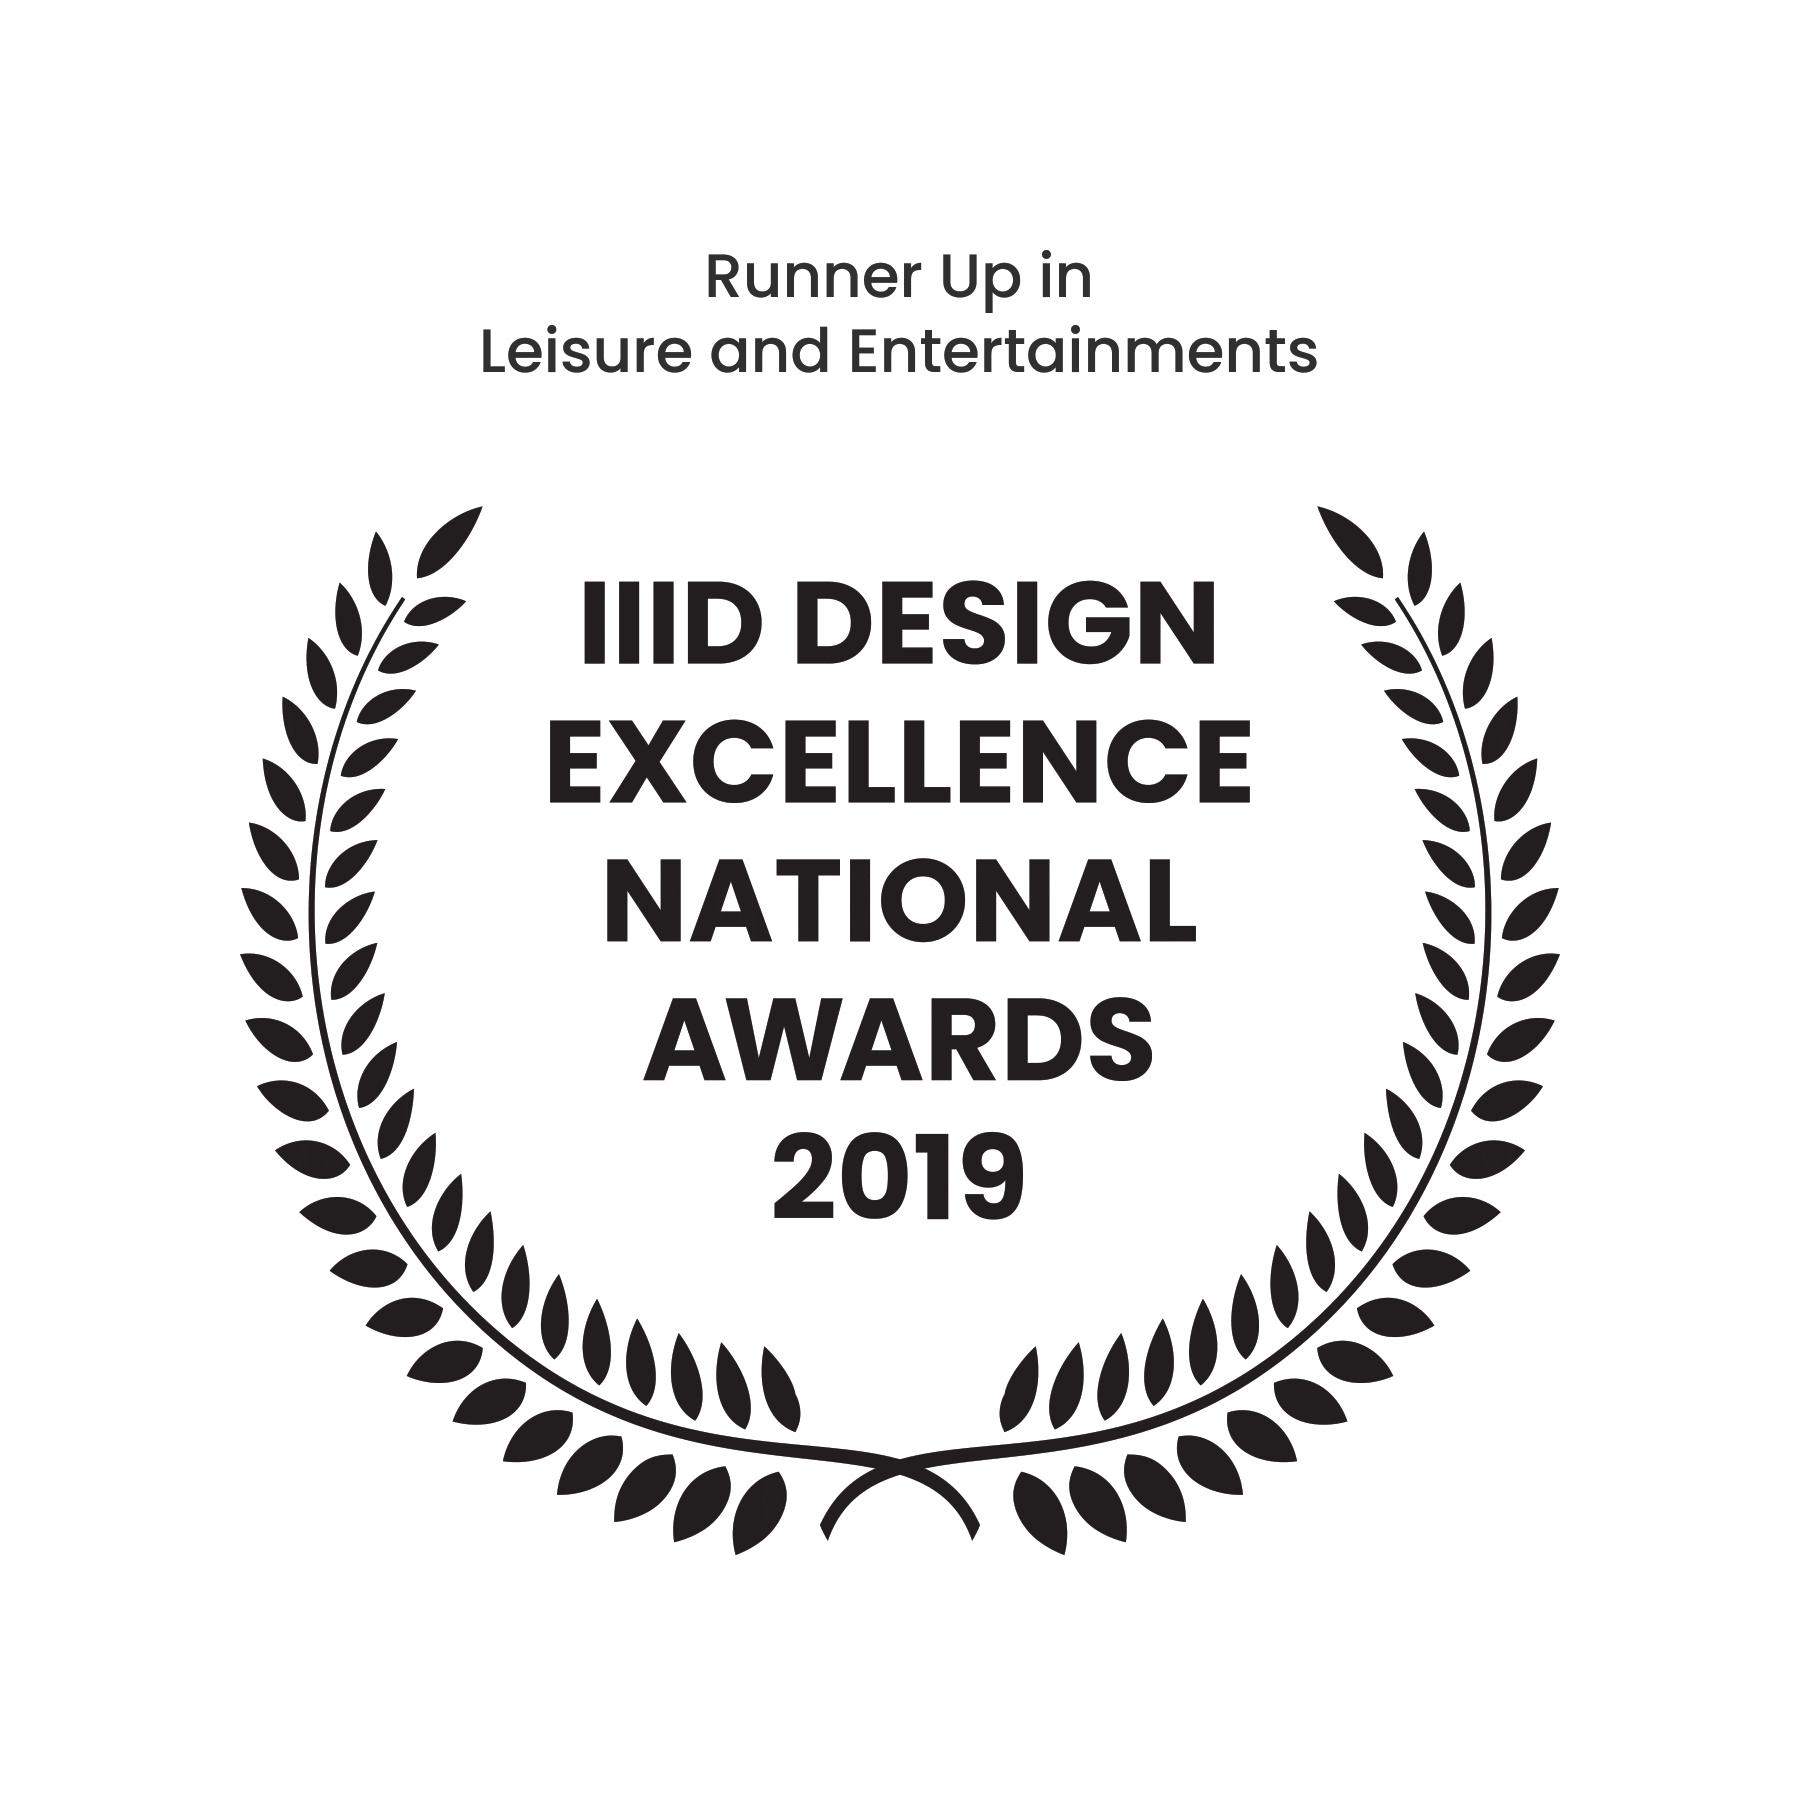 Runner Up in
Leisure and Entertainments
IIID DESIGN
EXCELLENCE
NATIONAL
AWARDS
2019